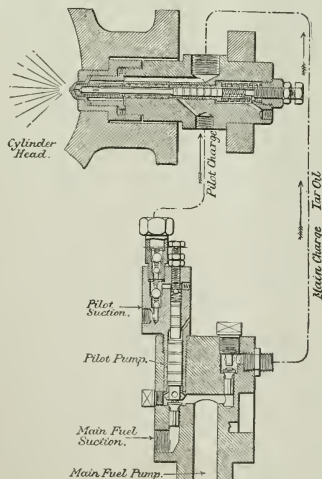 Cylinder
Head.
Pilot Charge
Main Charge Tar Oil
Pilot
Suction.
Pilot Pump.
Main Fuel
Suction.
Main Fuel Pump.